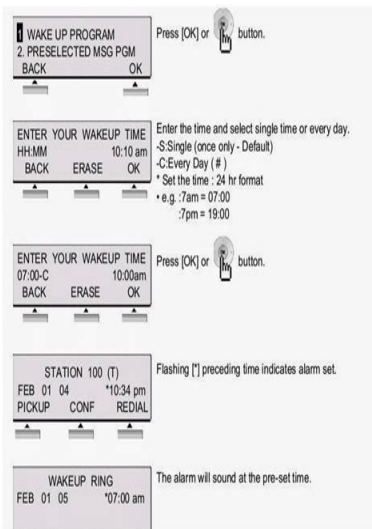 1 WAKE UP PROGRAM
2. PRESELECTED MSG PGM
BACK OK
Press [OK] or button.
ENTER YOUR WAKEUP TIME
HH:MM 10:10 am
BACK ERASE OK
Enter the time and select single time or every day.
-S:Single (once only - Default)
-C:Every Day ( # )
* Set the time : 24 hr format
• e.g. :7am = 07:00
:7pm = 19:00
ENTER YOUR WAKEUP TIME
07:00-C 10:00am
BACK ERASE OK
Press [OK] or button.
STATION 100 (T)
FEB 01 04 *10:34 pm
PICKUP CONF REDIAL
Flashing [*] preceding time indicates alarm set.
WAKEUP RING
FEB 01 05 *07:00 am
The alarm will sound at the pre-set time.